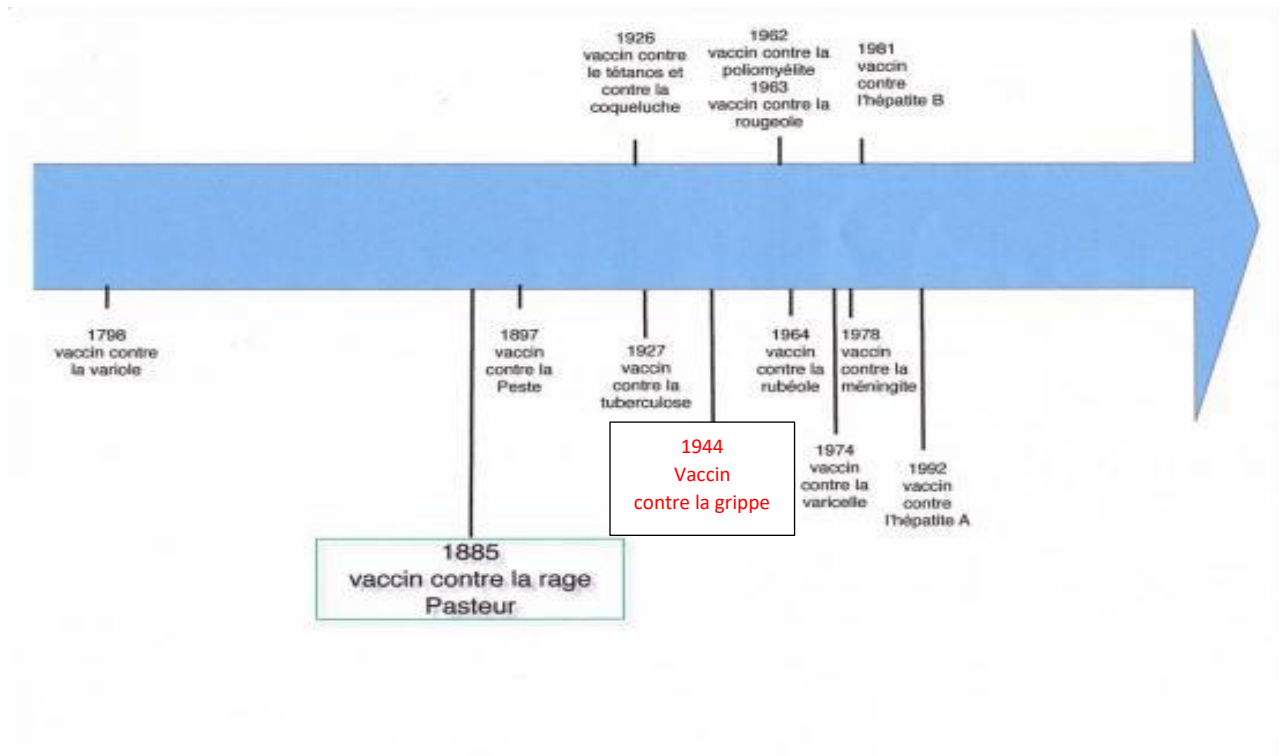 1926
vaccin contre
le tétanos et
contre la
coqueluche
1962
vaccin contre la
poliomyélite
1963
vaccin contre la
rougeole
1981
vaccin
contre
l'hépatite B
1796
vaccin contre
la variole
1885
vaccin contre la rage
Pasteur
1897
vaccin
contre la
Peste
1927
vaccin
contre la
tuberculose
1944
Vaccin
contre la grippe
1964
vaccin
contre la
rubéole
1974
vaccin
contre la
varicelle
1978
vaccin
contre la
méningite
1992
vaccin
contre
l'hépatite A